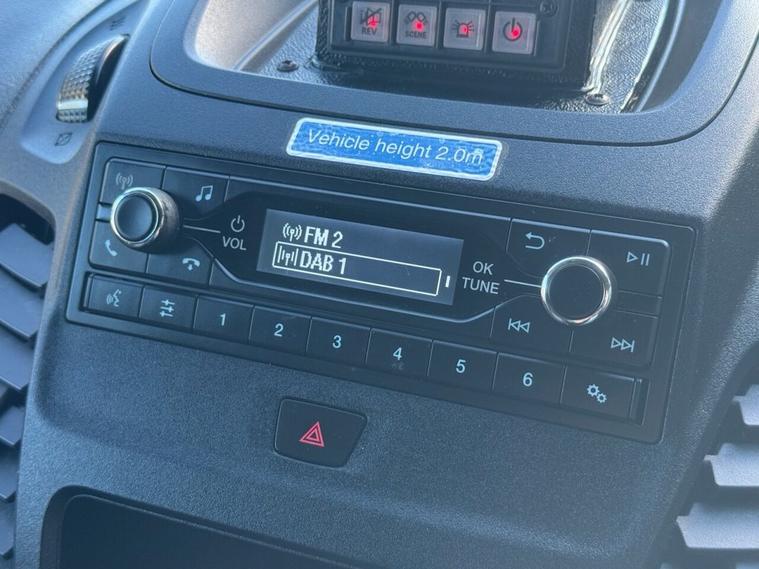 REV
SCENE
Vehicle height 2.0m
VOL
FM 2
DAB 1
OK
TUNE
1
2
3
4
5
6